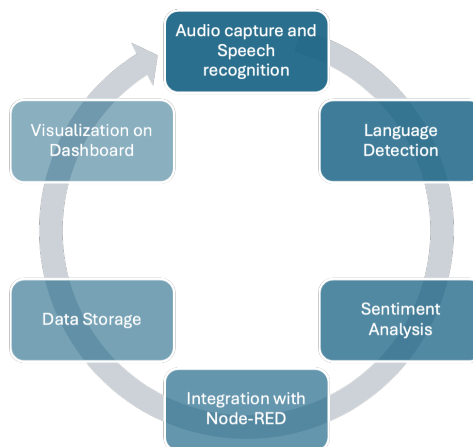 Audio capture and
Speech
recognition
Language
Detection
Sentiment
Analysis
Integration with
Node-RED
Data Storage
Visualization on
Dashboard